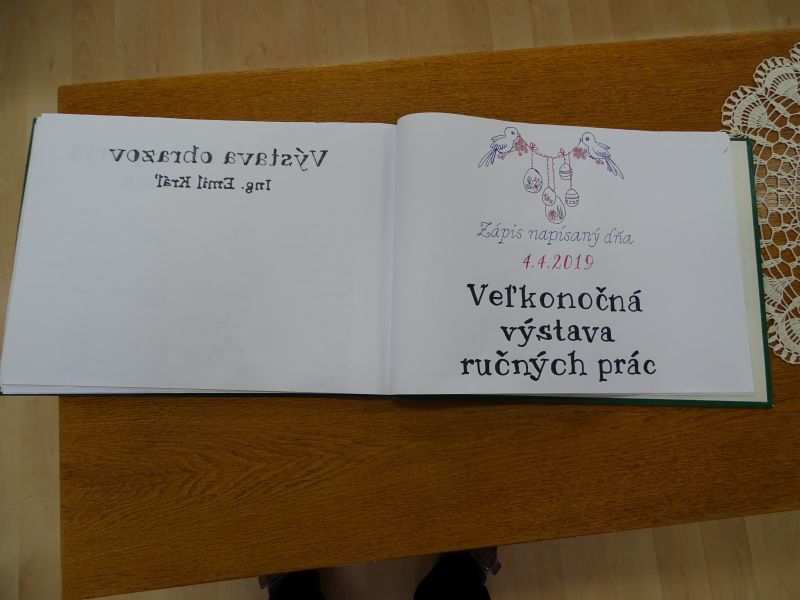 Výstava obrazov
Ing. Emil Kráľ
Zápis napísaný dňa
4.4.2019
Veľkonočná
výstava
ručných prác